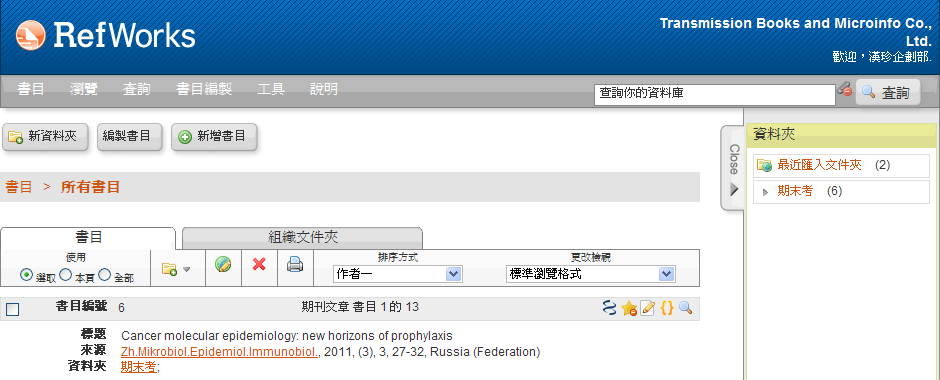 RefWorks
Transmission Books and Microinfo Co.,
Ltd.
歡迎，漢珍企劃部.
書目 瀏覽 查詢 書目編製 工具 說明
查詢你的資料庫 查詢
新資料夾 編製書目 新增書目
Close
資料夾
最近匯入文件夾 (2)
期末考 (6)
書目 > 所有書目
書目 組織文件夾
使用 排序方式 更改檢視
選取 本頁 全部 作者一 標準瀏覽格式
書目編號 6 期刊文章 書目 1 的 13
標題 Cancer molecular epidemiology: new horizons of prophylaxis
來源 Zh.Mikrobiol.Epidemiol.Immunobiol., 2011, (3), 3, 27-32, Russia (Federation)
資料夾 期末考;